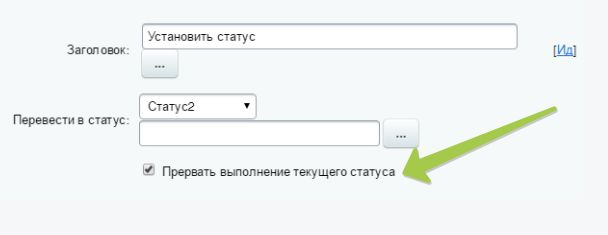 Заголовок: Установить статус [Ид]
...
Перевести в статус: Статус2
...
Прервать выполнение текущего статуса